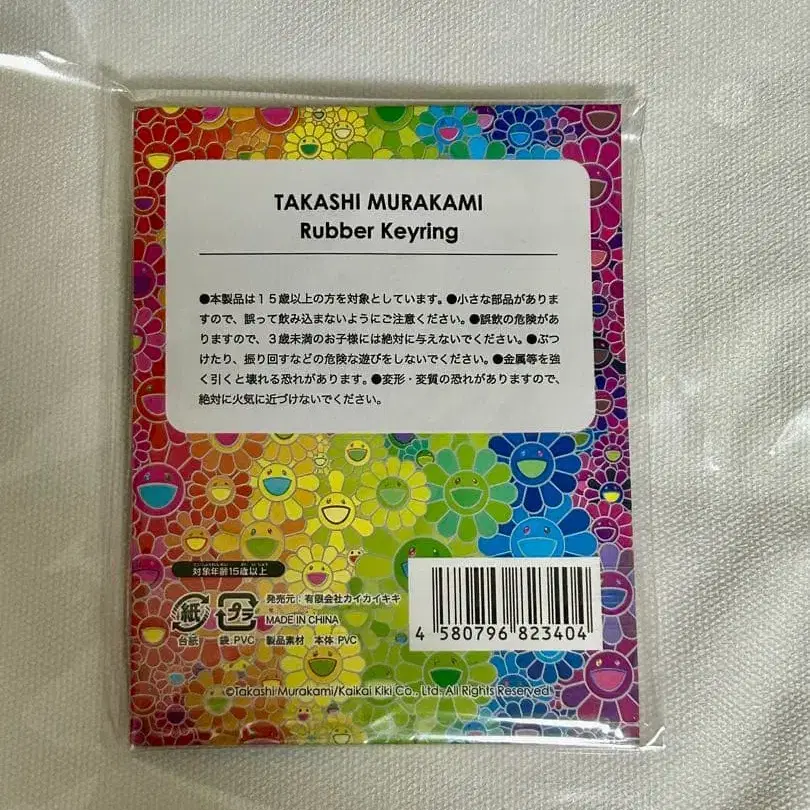 TAKASHI MURAKAMI
Rubber Keyring
●本製品は15歳以上の方を対象としています。●小さな部品がありま
すので、誤って飲み込まないようにご注意ください。●誤飲の危険があ
りますので、3歳未満のお子様には絶対に与えないでください。●ぶつ
けたり、振り回すなどの危険な遊びをしないでください。●金属等を強
く引くと壊れる恐れがあります。●変形・変質の恐れがありますので、
絶対に火気に近づけないでください。
対象年齢15歳以上
紙
プラ
発売元:有限会社カイカイキキ
MADE IN CHINA
台紙 袋:PVC 製品素材 本体:PVC
4 580796 823404
©Takashi Murakami/Kaikai Kiki Co., Ltd. All Rights Reserved.